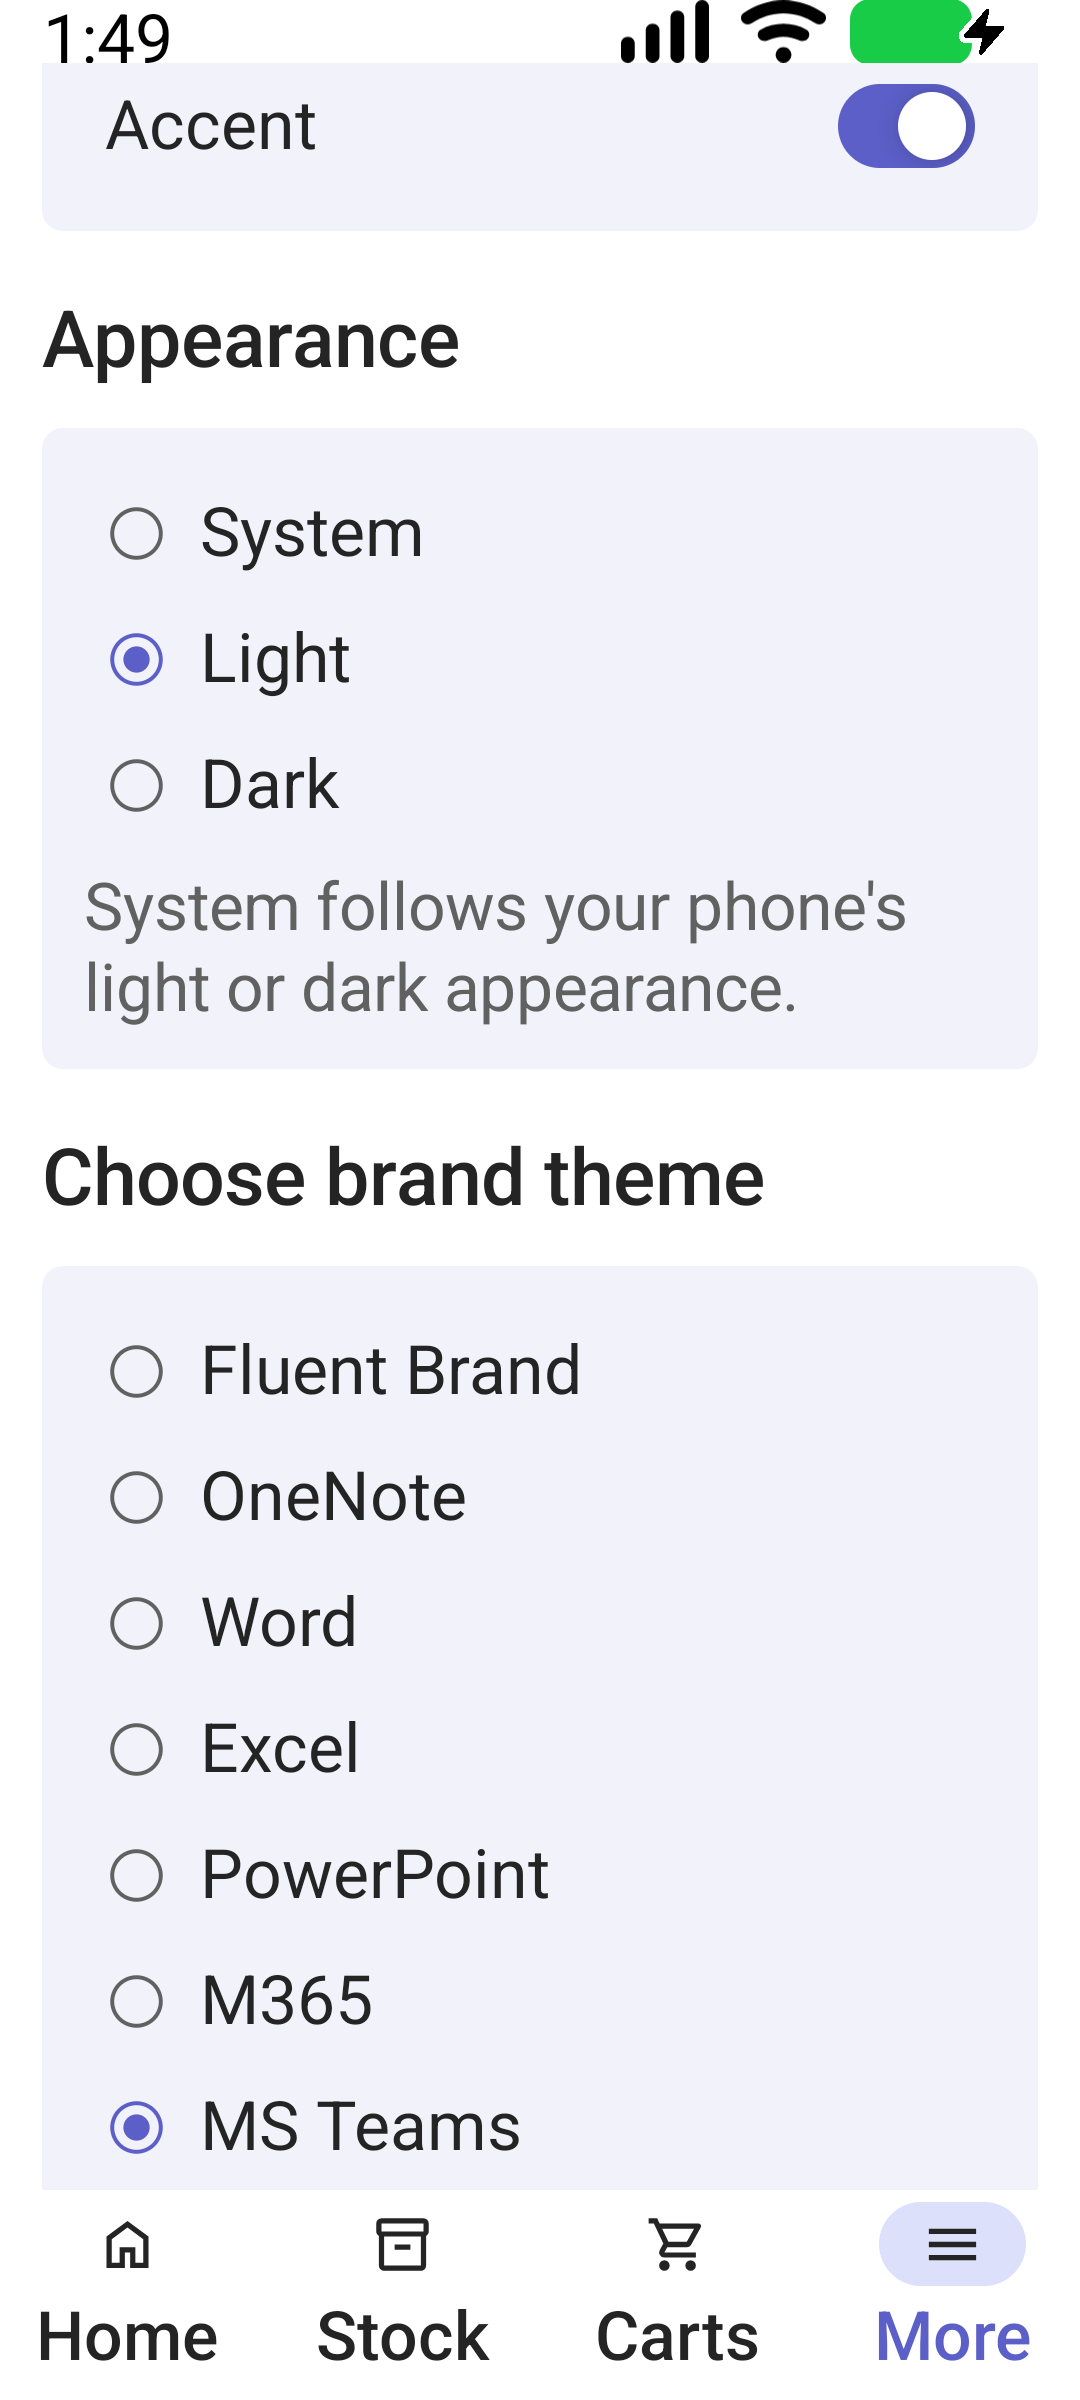 1:49
Accent
Appearance
System
Light
Dark
System follows your phone's
light or dark appearance.
Choose brand theme
Fluent Brand
OneNote
Word
Excel
PowerPoint
M365
MS Teams
Home
Stock
Carts
More